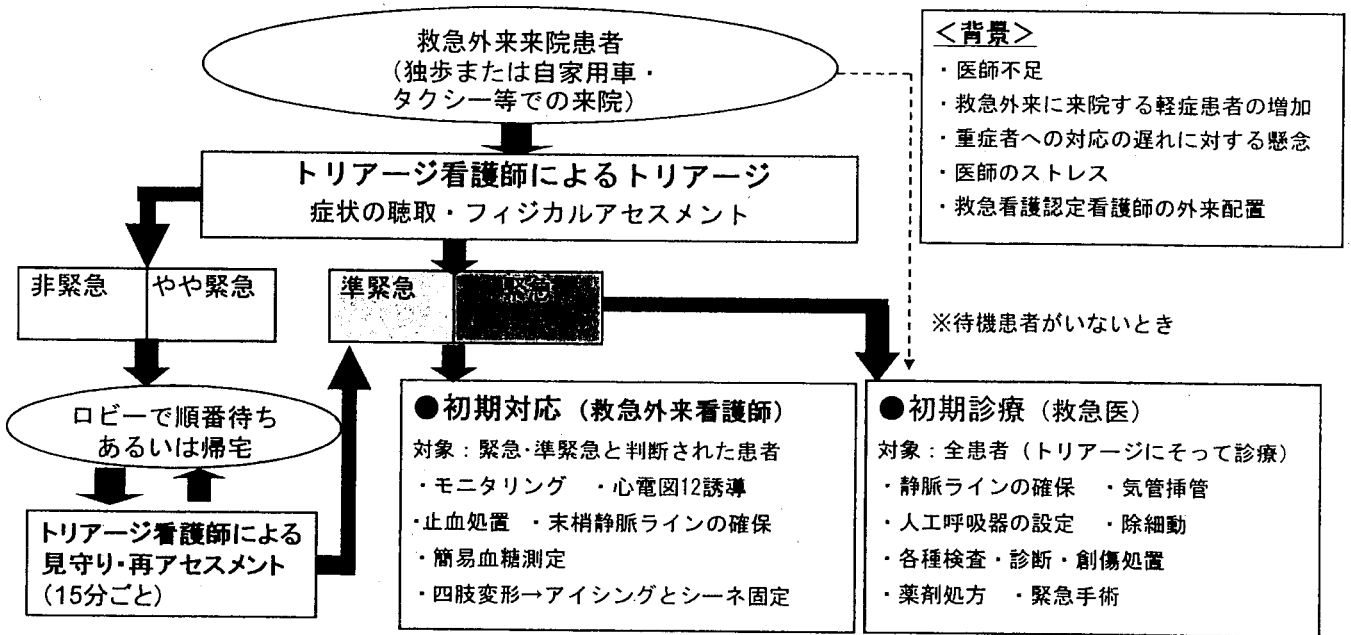 救急外来来院患者
(独歩または自家用車・
タクシー等での来院)
<背景>
・医師不足
・救急外来に来院する軽症患者の増加
・重症者への対応の遅れに対する懸念
・医師のストレス
・救急看護認定看護師の外来配置
トリアージ看護師によるトリアージ
症状の聴取・フィジカルアセスメント
非緊急
やや緊急
準緊急
緊急
※待機患者がいないとき
ロビーで順番待ち
あるいは帰宅
トリアージ看護師による
見守り・再アセスメント
(15分ごと)
●初期対応(救急外来看護師)
対象:緊急・準緊急と判断された患者
・モニタリング ・心電図12誘導
・止血処置 ・末梢静脈ラインの確保
・簡易血糖測定
・四肢変形→アイシングとシーネ固定
●初期診療(救急医)
対象:全患者(トリアージにそって診療)
・静脈ラインの確保 ・気管挿管
・人工呼吸器の設定 ・除細動
・各種検査・診断・創傷処置
・薬剤処方 ・緊急手術